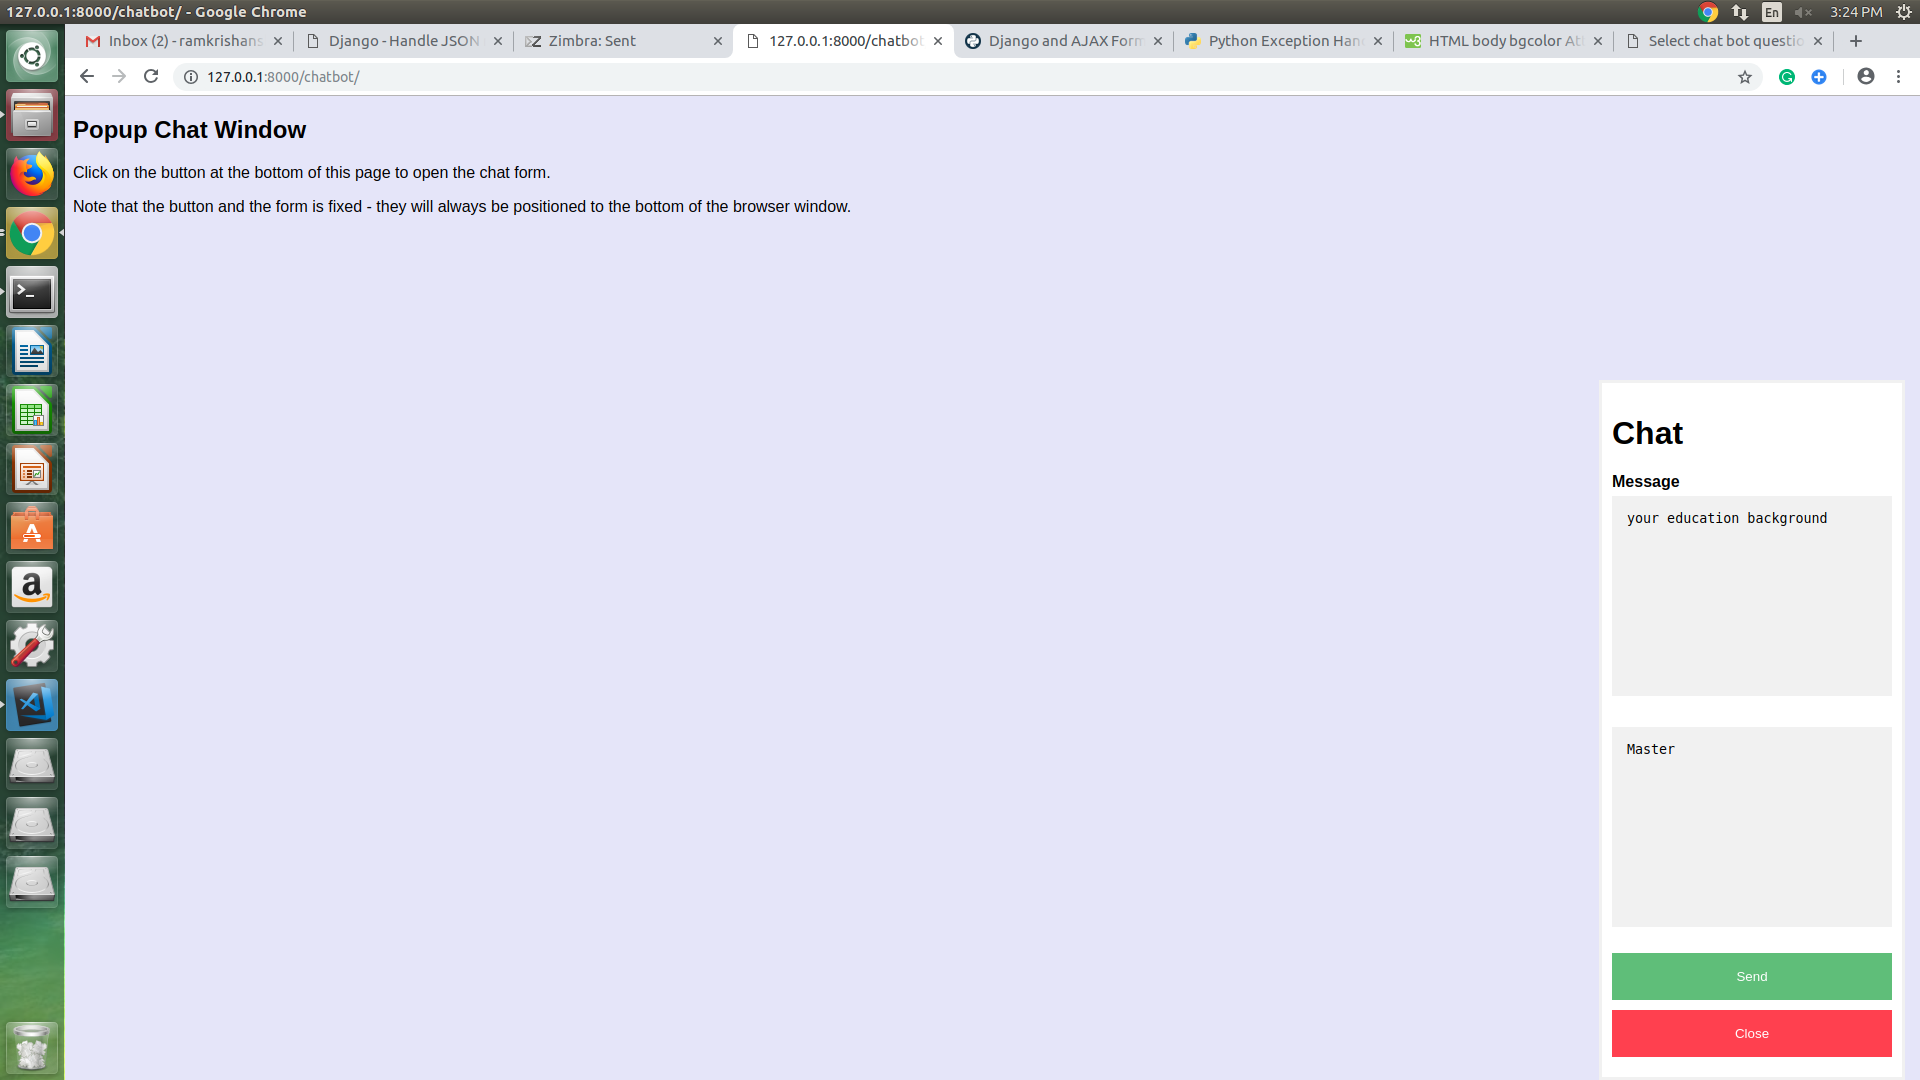 127.0.0.1:8000/chatbot/ - Google Chrome
En
3:24 PM
Inbox (2) - ramkrishans
Django - Handle JSON
Zimbra: Sent
127.0.0.1:8000/chatbot
Django and AJAX Form
Python Exception Han
HTML body bgcolor At
Select chat bot questio
127.0.0.1:8000/chatbot/
Popup Chat Window
Click on the button at the bottom of this page to open the chat form.
Note that the button and the form is fixed - they will always be positioned to the bottom of the browser window.
Chat
Message
your education background
Master
Send
Close